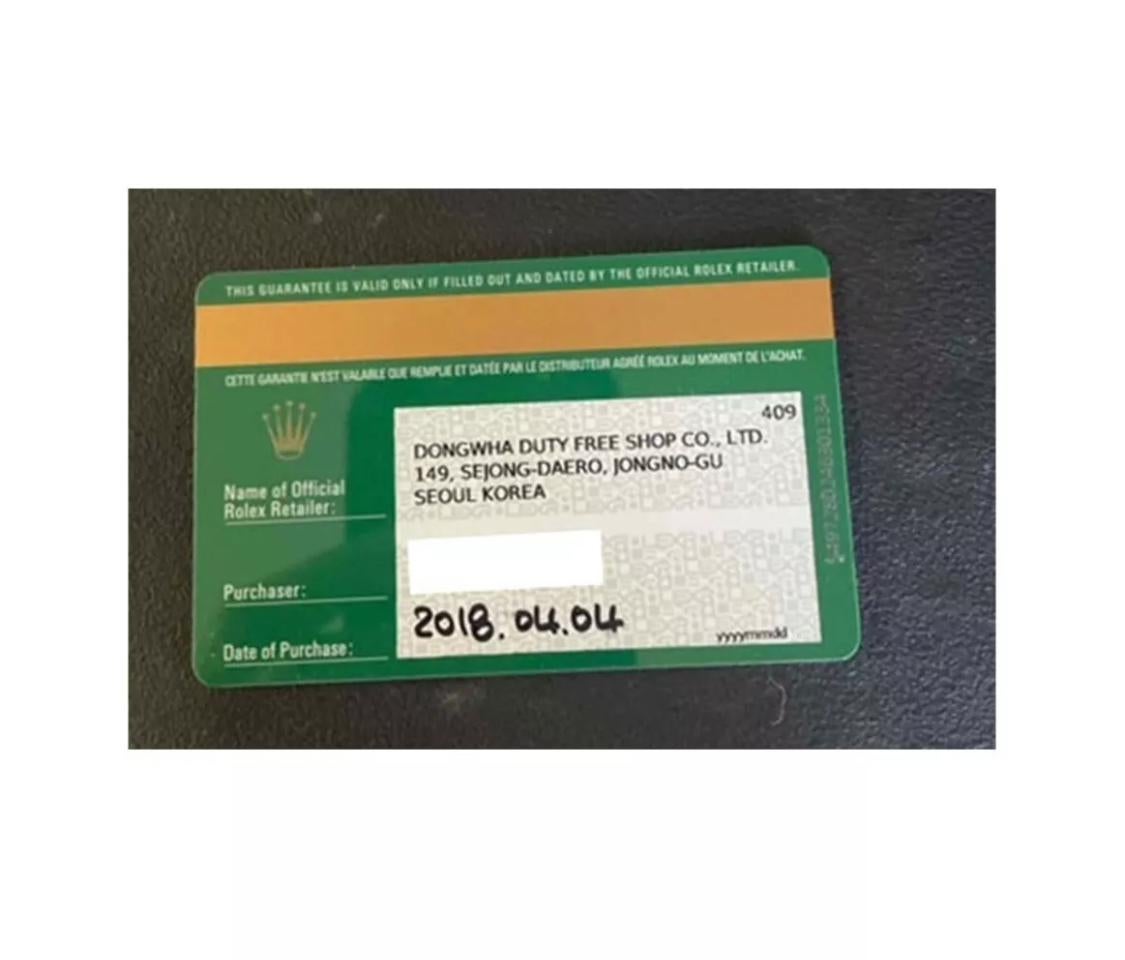 THIS GUARANTEE IS VALID ONLY IF FILLED OUT AND DATED BY THE OFFICIAL ROLEX RETAILER.
CETTE GARANTIE N'EST VALABLE QUE REMPLIE ET DATÉE PAR LE DISTRIBUTEUR AGRÉÉ ROLEX AU MOMENT DE L'ACHAT.
409
DONGWHA DUTY FREE SHOP CO., LTD.
149, SEJONG-DAERO, JONGNO-GU
SEOUL KOREA
Name of Official
Rolex Retailer:
Purchaser:
Date of Purchase:
2018.04.04
yyyymmdd